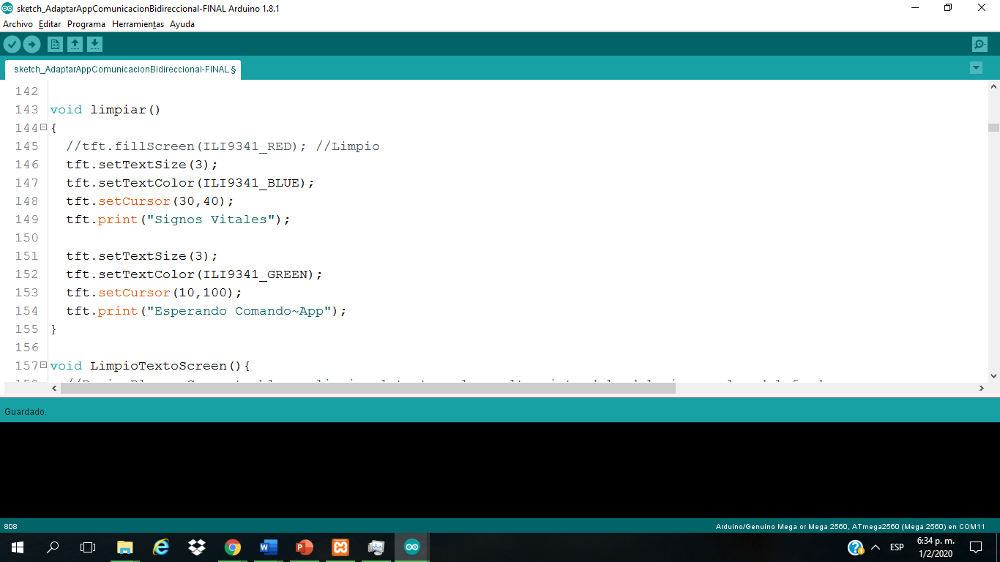 sketch_AdaptarAppComunicacionBidireccional-FINAL Arduino 1.8.1
Archivo Editar Programa Herramientas Ayuda
sketch_AdaptarAppComunicacionBidireccional-FINAL §
142
143 void limpiar()
144 {
145 //tft.fillScreen(ILI9341_RED); //Limpio
146 tft.setTextSize(3);
147 tft.setTextColor(ILI9341_BLUE);
148 tft.setCursor(30,40);
149 tft.print("Signos Vitales");
150
151 tft.setTextSize(3);
152 tft.setTextColor(ILI9341_GREEN);
153 tft.setCursor(10,100);
154 tft.print("Esperando Comando~App");
155 }
156
157 void LimpioTextoScreen(){
Guardado.
808 Arduino/Genuino Mega or Mega 2560, ATmega2560 (Mega 2560) en COM11
ESP
6:34 p. m.
1/2/2020